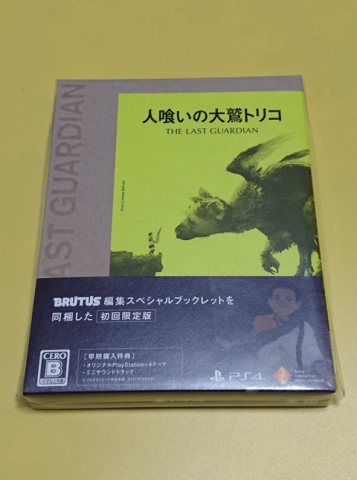 LAST GUARDIAN
人喰いの大鷲トリコ
THE LAST GUARDIAN
BRUTUS 編集スペシャルブックレットを
同梱した 初回限定版
CERO
B
[早期購入特典]
・オリジナルPlayStation®4テーマ
・ミニサウンドトラック
PS4